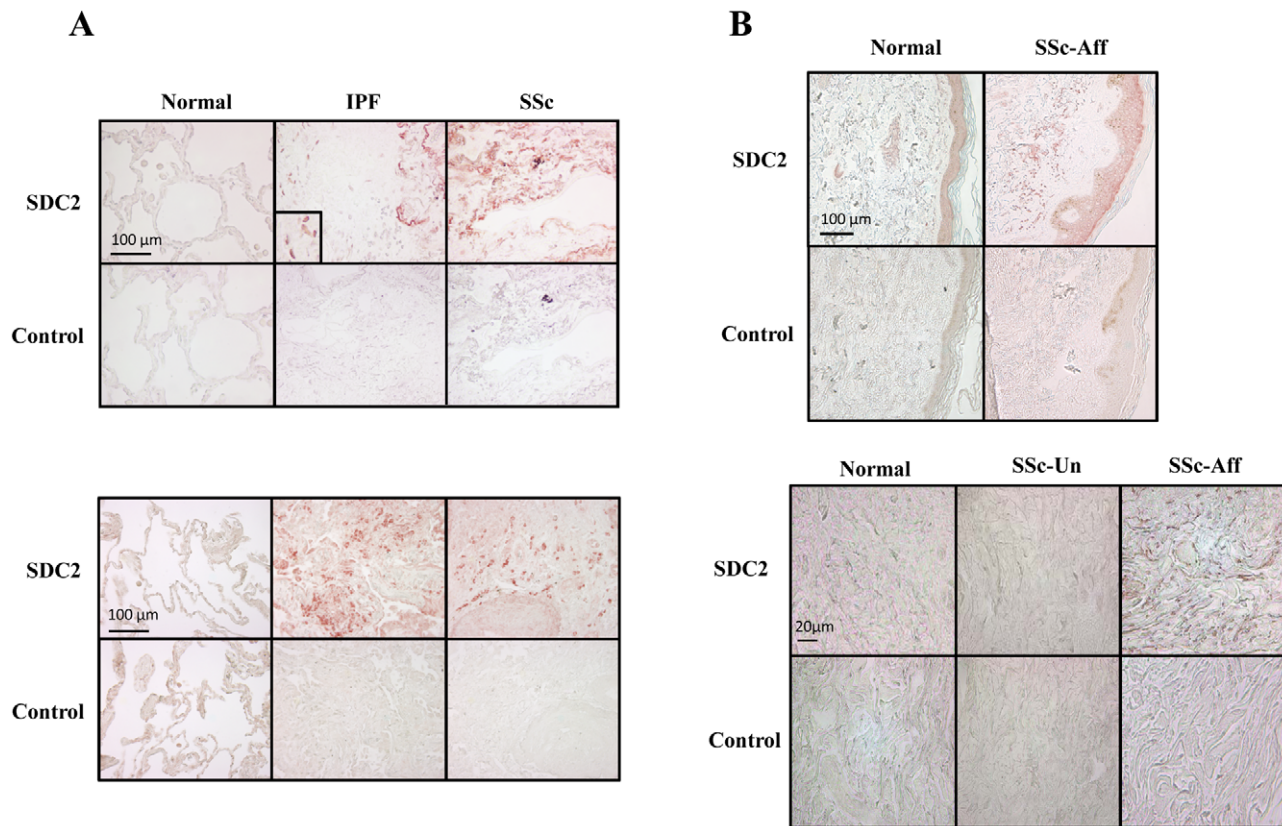 A
Normal IPF SSc
SDC2
100 μm
Control
SDC2
100 μm
Control
B
Normal SSc-Aff
SDC2
100 μm
Control
Normal SSc-Un SSc-Aff
SDC2
20μm
Control